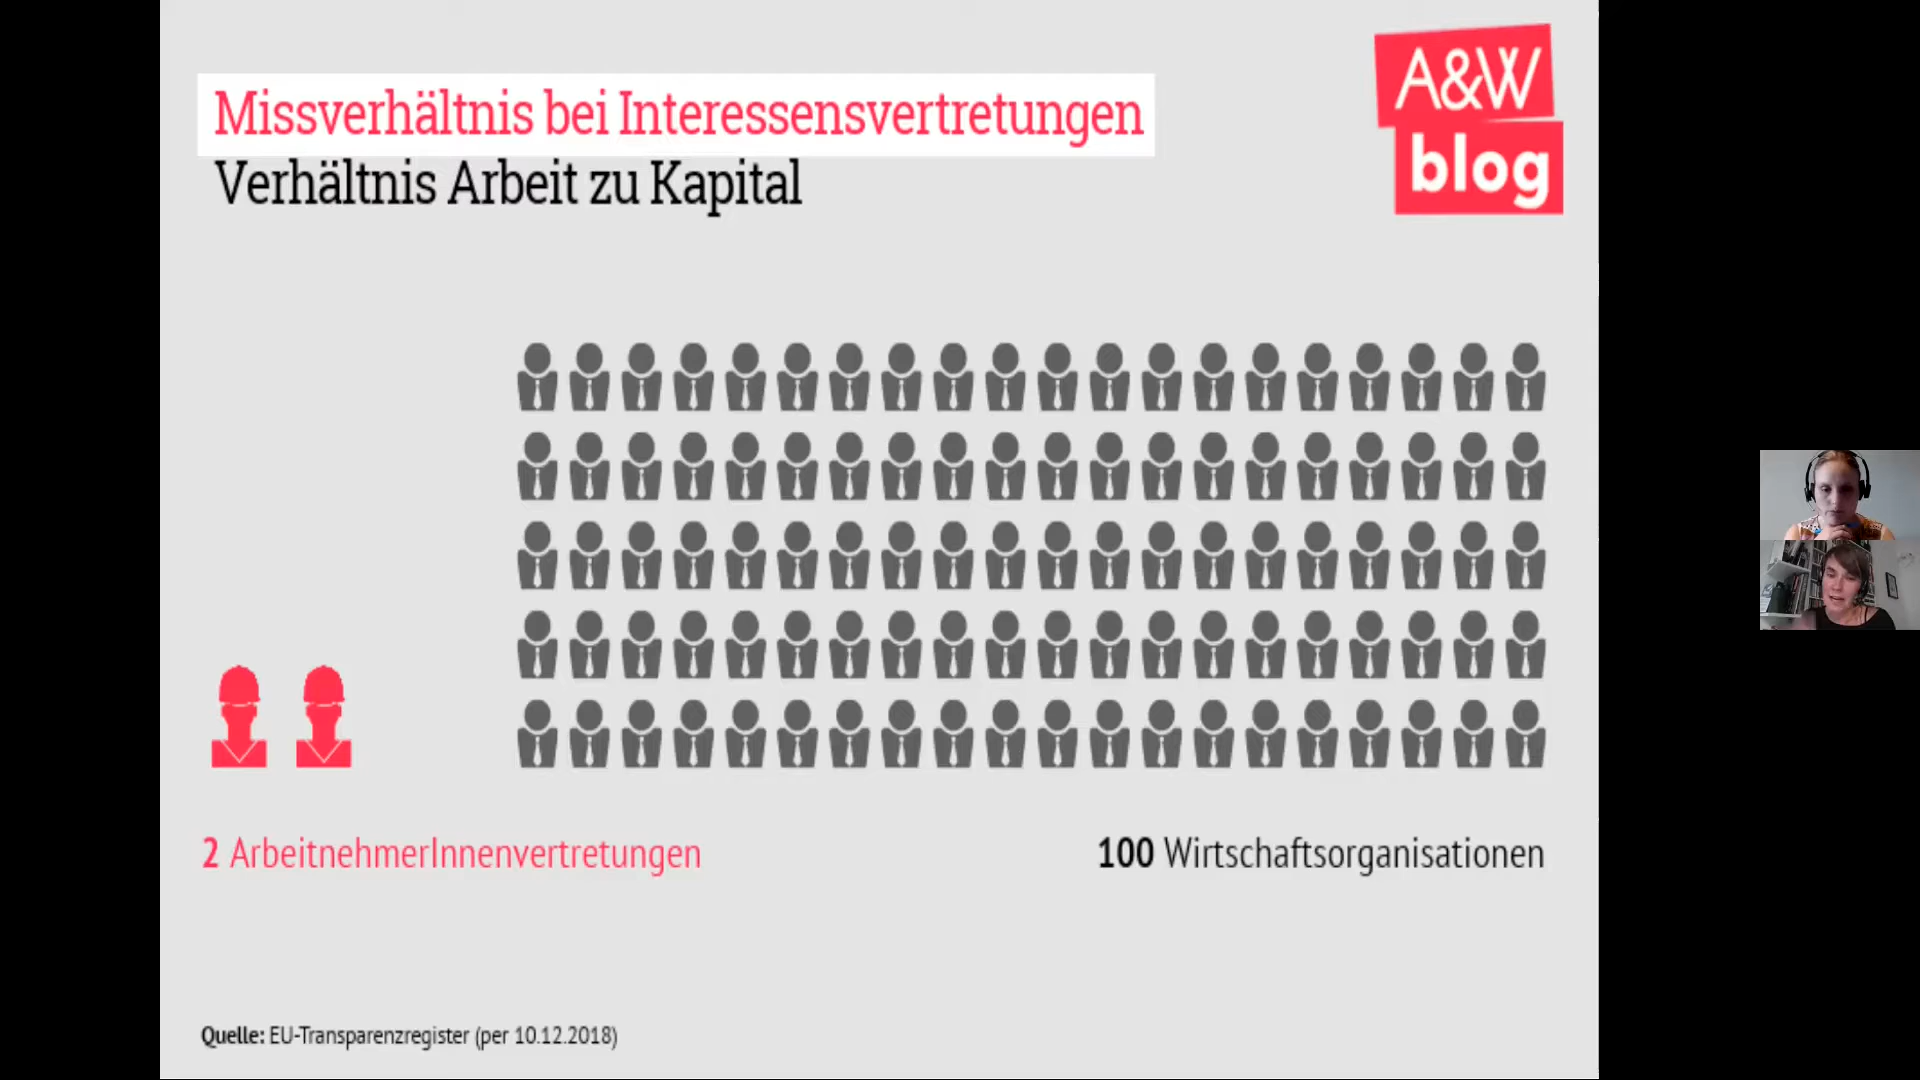 A&W
blog
Missverhältnis bei Interessensvertretungen
Verhältnis Arbeit zu Kapital
2 ArbeitnehmerInnenvertretungen
100 Wirtschaftsorganisationen
Quelle: EU-Transparenzregister (per 10.12.2018)